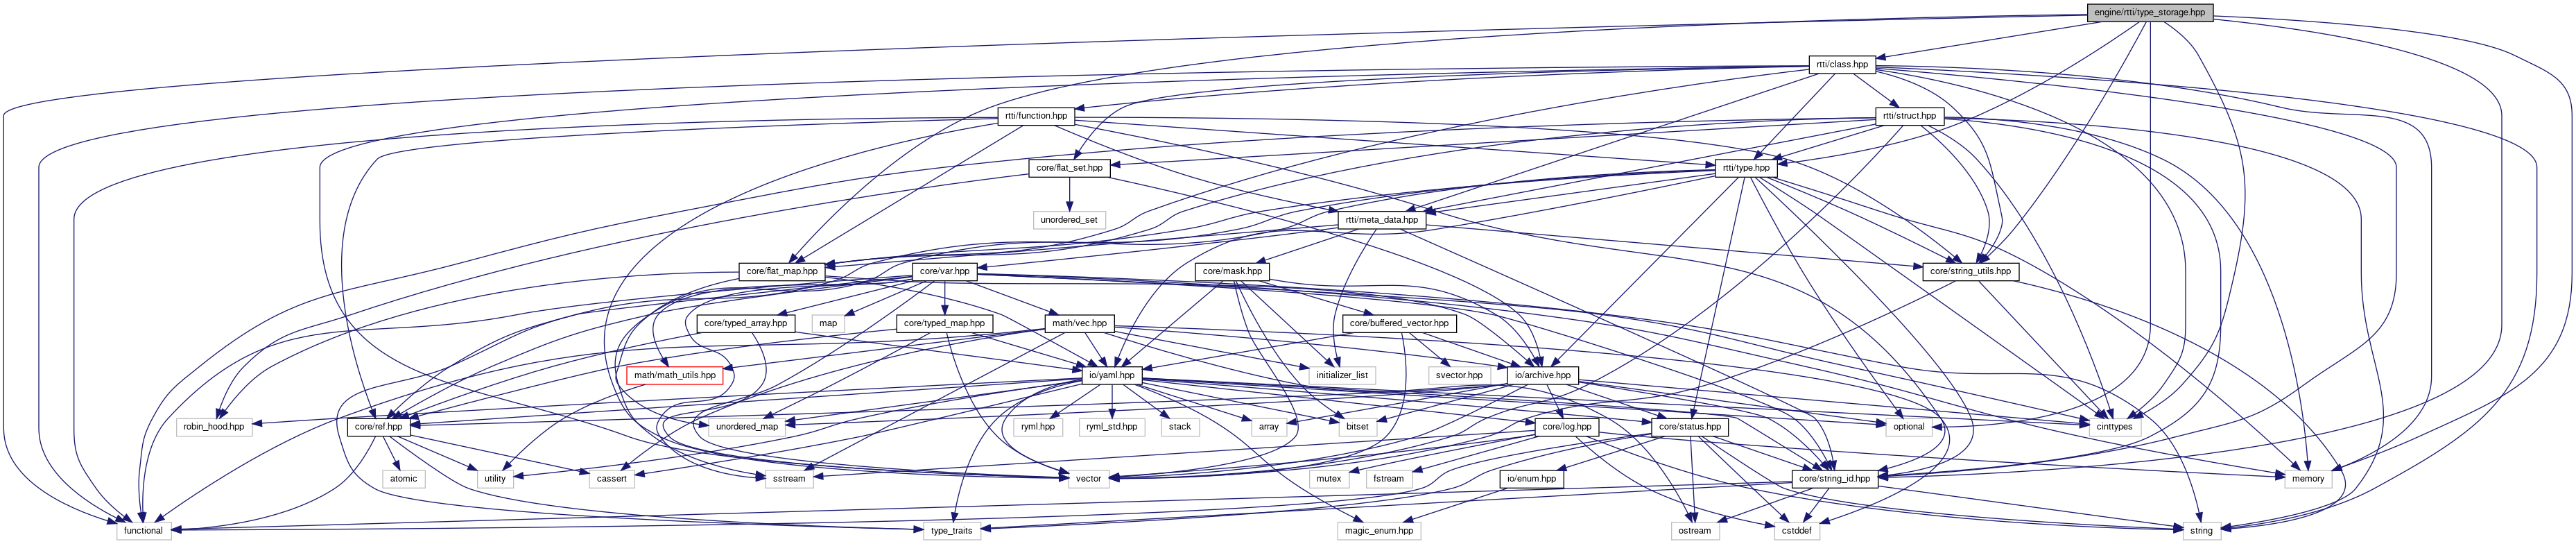 engine/rtti/type_storage.hpp
rtti/class.hpp
rtti/function.hpp
rtti/struct.hpp
core/flat_set.hpp
rtti/type.hpp
unordered_set
rtti/meta_data.hpp
core/flat_map.hpp
core/var.hpp
core/mask.hpp
core/string_utils.hpp
core/typed_array.hpp
map
core/typed_map.hpp
math/vec.hpp
core/buffered_vector.hpp
math/math_utils.hpp
io/yaml.hpp
initializer_list
svector.hpp
io/archive.hpp
robin_hood.hpp
core/ref.hpp
unordered_map
ryml.hpp
ryml_std.hpp
stack
array
bitset
core/log.hpp
core/status.hpp
optional
cinttypes
atomic
utility
cassert
sstream
vector
mutex
fstream
io/enum.hpp
core/string_id.hpp
memory
functional
type_traits
magic_enum.hpp
ostream
cstddef
string